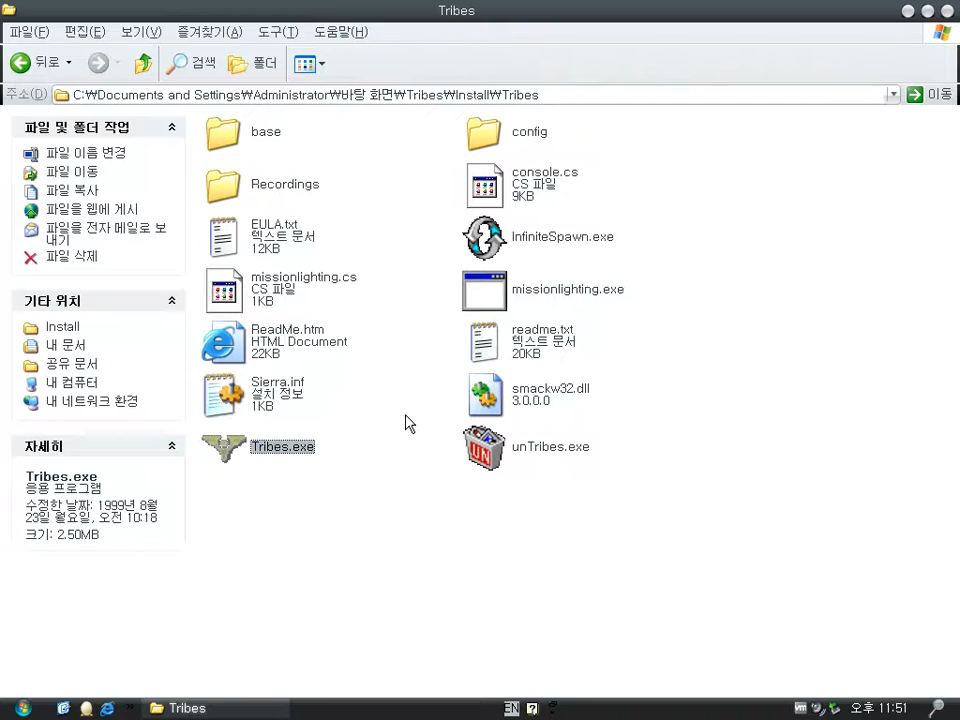 Tribes
파일(F) 편집(E) 보기(V) 즐겨찾기(A) 도구(T) 도움말(H)
뒤로 검색 폴더
주소(D) C:₩Documents and Settings₩Administrator₩바탕 화면₩Tribes₩Install₩Tribes 이동
파일 및 폴더 작업
파일 이름 변경
파일 이동
파일 복사
파일을 웹에 게시
파일을 전자 메일로 보
내기
파일 삭제
기타 위치
Install
내 문서
공유 문서
내 컴퓨터
내 네트워크 환경
자세히
Tribes.exe
응용 프로그램
수정한 날짜: 1999년 8월
23일 월요일, 오전 10:18
크기: 2.50MB
base
config
Recordings
console.cs
CS 파일
9KB
EULA.txt
텍스트 문서
12KB
InfiniteSpawn.exe
missionlighting.cs
CS 파일
1KB
missionlighting.exe
ReadMe.htm
HTML Document
22KB
readme.txt
텍스트 문서
20KB
Sierra.inf
설치 정보
1KB
smackw32.dll
3.0.0.0
Tribes.exe
UN
unTribes.exe
Tribes EN 오후 11:51